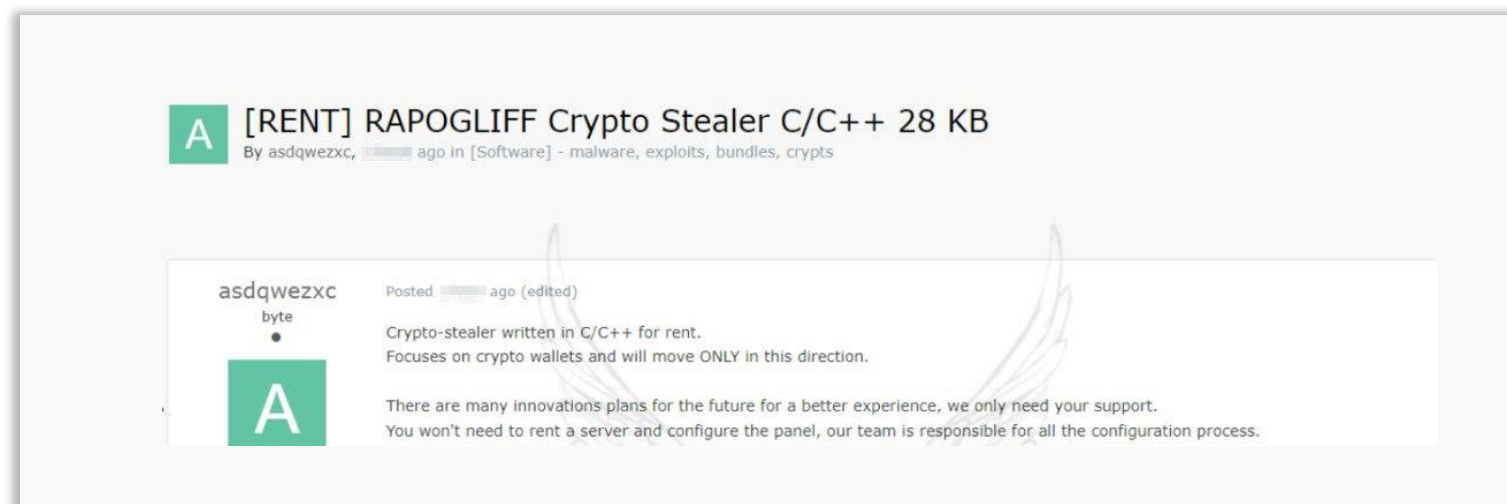 A
[RENT] RAPOGLIFF Crypto Stealer C/C++ 28 KB
By asdqwezxc, ago in [Software] - malware, exploits, bundles, crypts
asdqwezxc
byte
A
Posted ago (edited)
Crypto-stealer written in C/C++ for rent.
Focuses on crypto wallets and will move ONLY in this direction.
There are many innovations plans for the future for a better experience, we only need your support.
You won't need to rent a server and configure the panel, our team is responsible for all the configuration process.